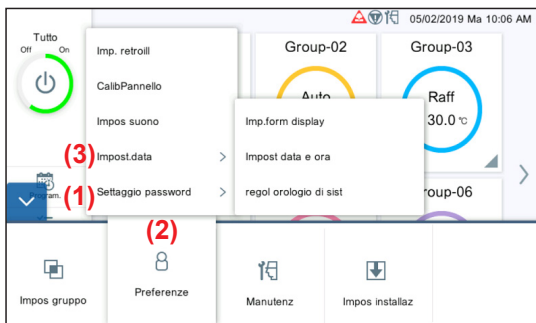 05/02/2019 Ma 10:06 AM
Tutto
Off On
Imp. retroill
CalibPannello
Impos suono
(3) Impost.data >
(1) Settaggio password >
Imp.form display
Impost data e ora
regol orologio di sist
Group-02
Auto
Group-03
Raff
30.0 °C
Program.
roup-06
(2)
Impos gruppo
Preferenze
Manutenz
Impos installaz